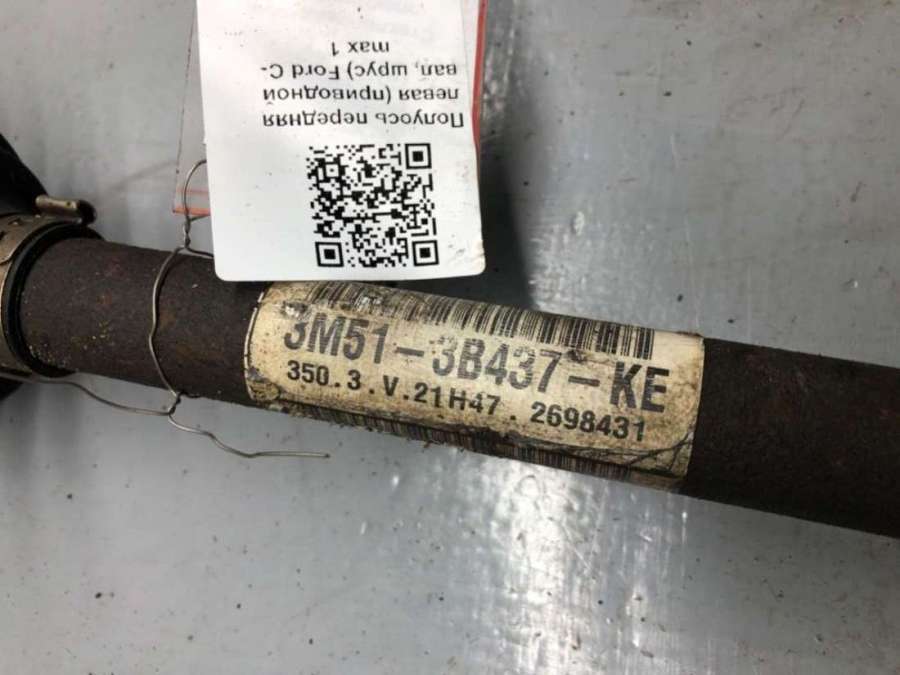 Полуось передняя
левая (приводной
вал, шрус) Ford C-
max 1
3M51-3B437-KE
350.3.V.21H47.2698431